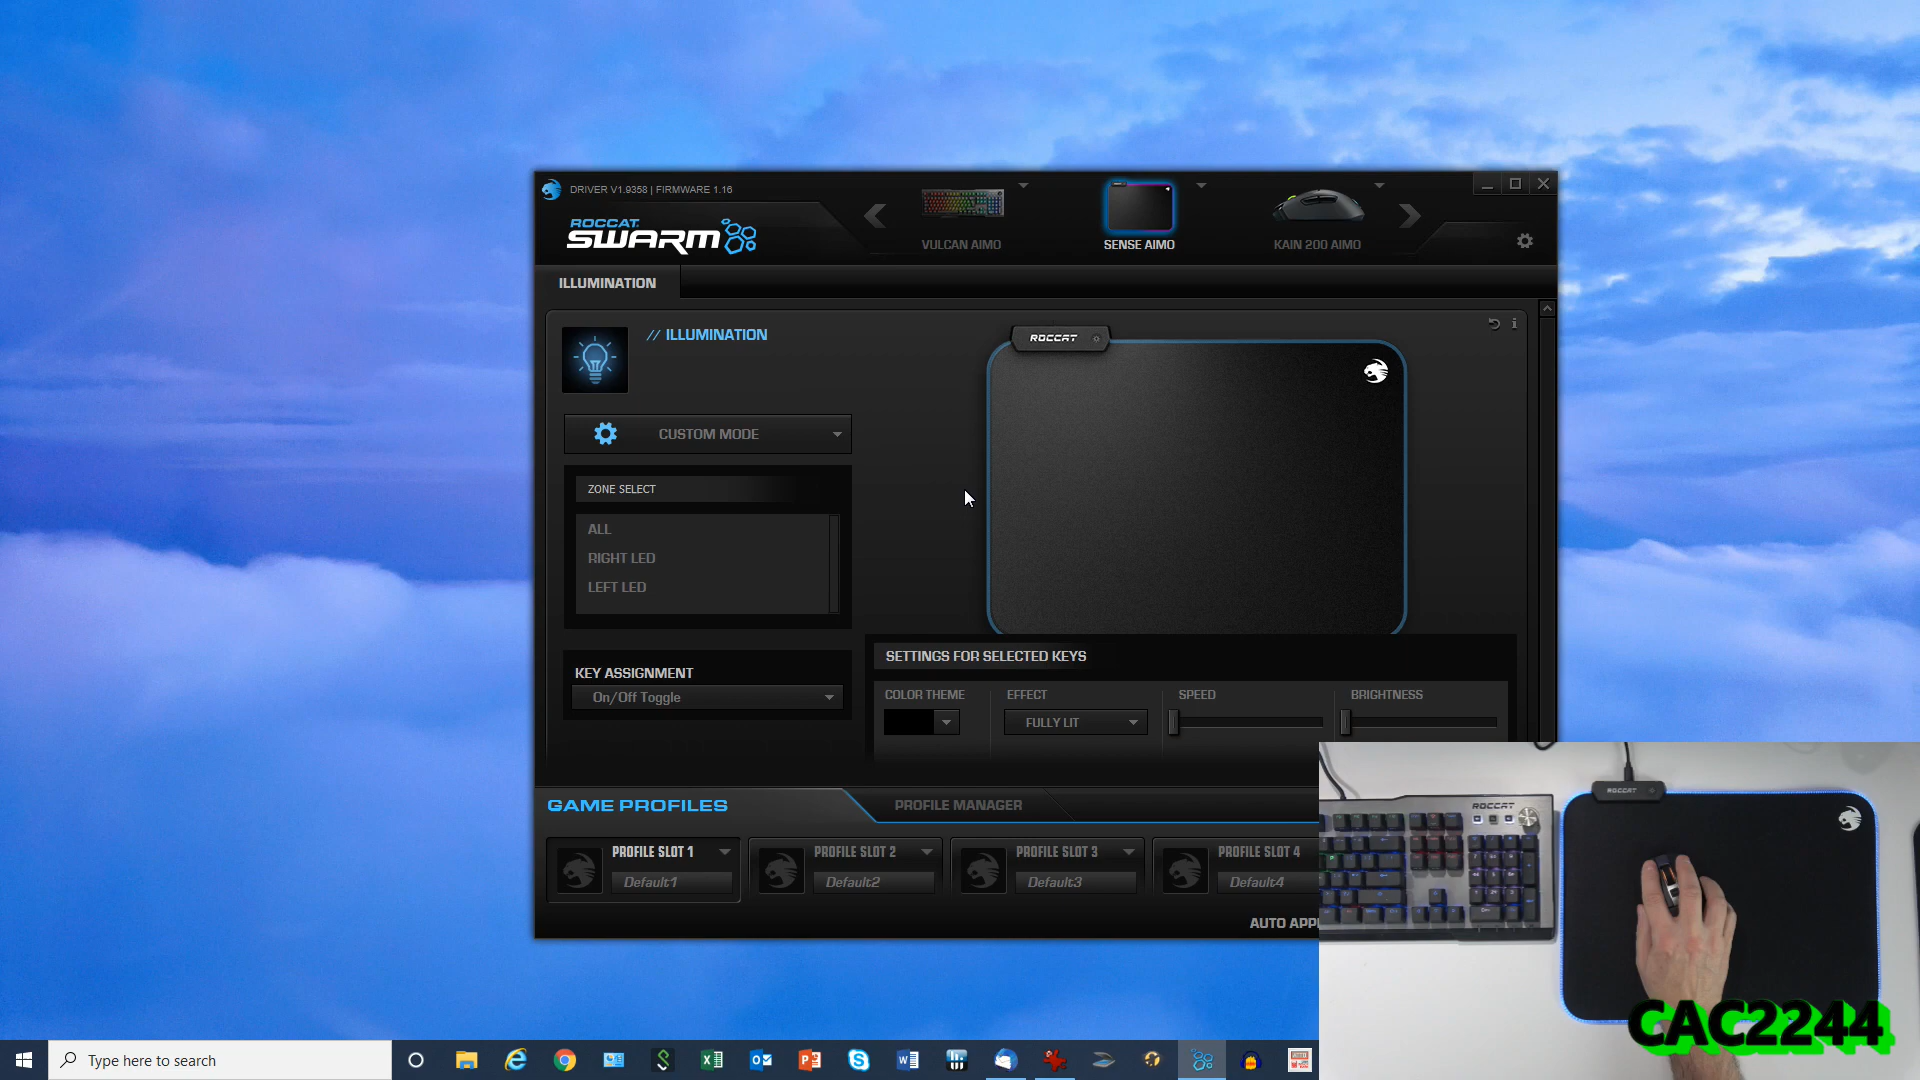 DRIVER V1.9358 | FIRMWARE 1.16
ROCCAT
SWARM
VULCAN AIMO
SENSE AIMO
KAIN 200 AIMO
ILLUMINATION
// ILLUMINATION
ROCCAT
CUSTOM MODE
ZONE SELECT
ALL
RIGHT LED
LEFT LED
KEY ASSIGNMENT
On/Off Toggle
SETTINGS FOR SELECTED KEYS
COLOR THEME
EFFECT
SPEED
BRIGHTNESS
FULLY LIT
GAME PROFILES
PROFILE MANAGER
PROFILE SLOT 1
Default1
PROFILE SLOT 2
Default2
PROFILE SLOT 3
Default3
PROFILE SLOT 4
Default4
AUTO APP
ROCCAT
ROCCAT
CAC2244
Type here to search